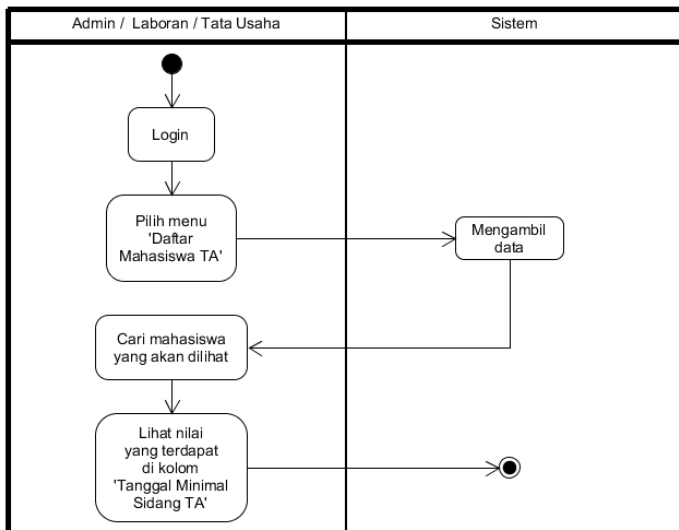 Admin / Laboran / Tata Usaha
Sistem
Login
Pilih menu
'Daftar
Mahasiswa TA'
Mengambil
data
Cari mahasiswa
yang akan dilihat
Lihat nilai
yang terdapat
di kolom
'Tanggal Minimal
Sidang TA'